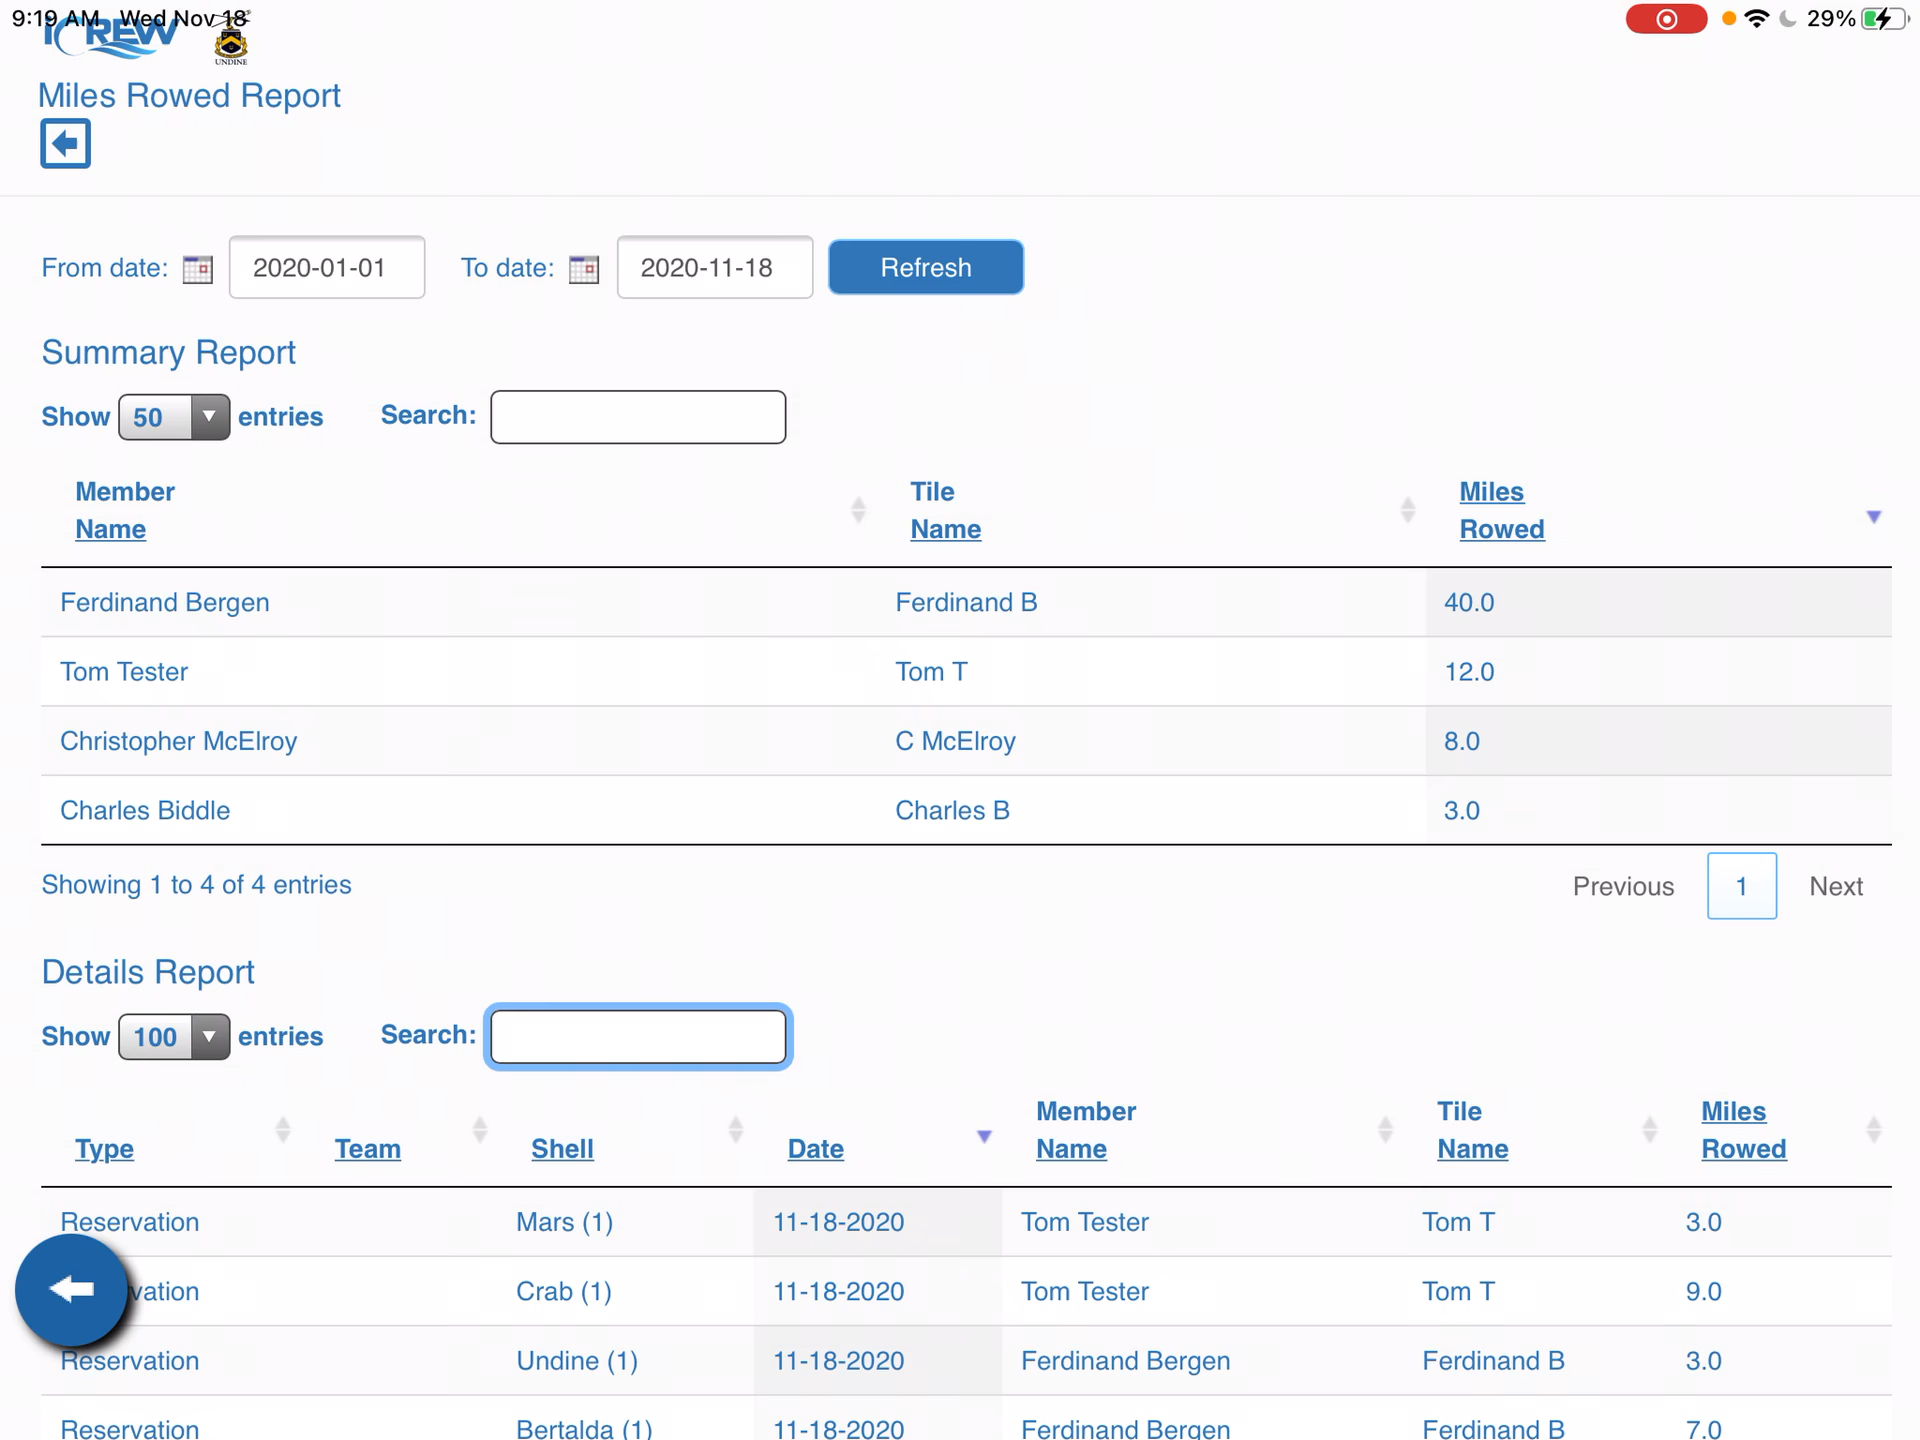 9:19 AM Wed Nov 18
29%
iCREW
UNDINE
Miles Rowed Report
From date: 2020-01-01 To date: 2020-11-18 Refresh
Summary Report
Show 50 entries Search:
Member Name Tile Name Miles Rowed
Ferdinand Bergen Ferdinand B 40.0
Tom Tester Tom T 12.0
Christopher McElroy C McElroy 8.0
Charles Biddle Charles B 3.0
Showing 1 to 4 of 4 entries Previous 1 Next
Details Report
Show 100 entries Search:
Type Team Shell Date Member Name Tile Name Miles Rowed
Reservation Mars (1) 11-18-2020 Tom Tester Tom T 3.0
vation Crab (1) 11-18-2020 Tom Tester Tom T 9.0
Reservation Undine (1) 11-18-2020 Ferdinand Bergen Ferdinand B 3.0
Reservation Bertalda (1) 11-18-2020 Ferdinand Bergen Ferdinand B 7.0